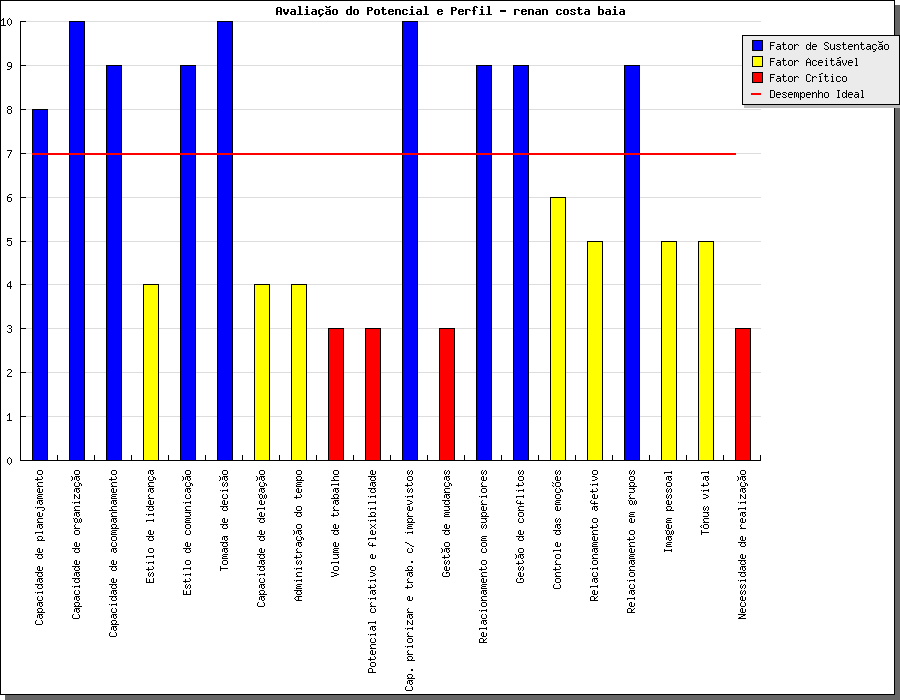 Avaliação do Potencial e Perfil - renan costa baia
10
9
8
7
6
5
4
3
2
1
0
Fator de Sustentação
Fator Aceitável
Fator Crítico
Desempenho Ideal
Capacidade de planejamento
Capacidade de organização
Capacidade de acompanhamento
Estilo de liderança
Estilo de comunicação
Tomada de decisão
Capacidade de delegação
Administração do tempo
Volume de trabalho
Potencial criativo e flexibilidade
Cap. priorizar e trab. c/ imprevistos
Gestão de mudanças
Relacionamento com superiores
Gestão de conflitos
Controle das emoções
Relacionamento afetivo
Relacionamento em grupos
Imagem pessoal
Tônus vital
Necessidade de realização